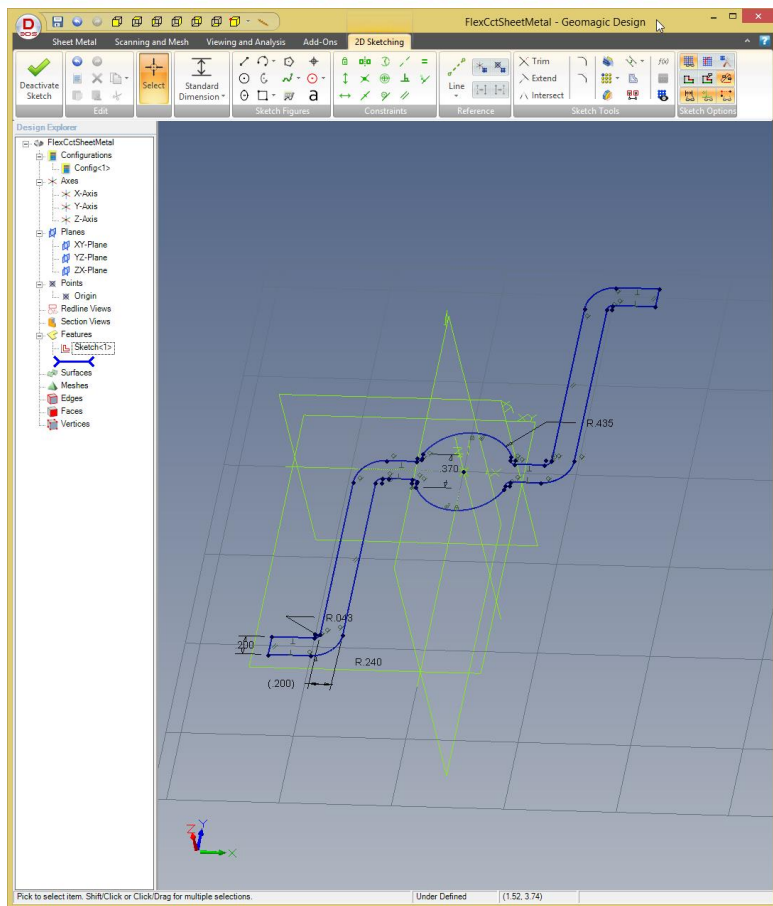 FlexCctSheetMetal - Geomagic Design
D
SOS
Sheet Metal Scanning and Mesh Viewing and Analysis Add-Ons 2D Sketching
Deactivate Sketch
Select
Standard Dimension
Line
Trim
Extend
Intersect
f(x)
a
Edit Sketch Figures Constraints Reference Sketch Tools Sketch Options
Design Explorer
FlexCctSheetMetal
Configurations
Config<1>
Axes
X-Axis
Y-Axis
Z-Axis
Planes
XY-Plane
YZ-Plane
ZX-Plane
Points
Origin
Redline Views
Section Views
Features
Sketch<1>
Surfaces
Meshes
Edges
Faces
Vertices
R.435
.370
R.043
.200
R.240
(.200)
Z Y
X
Pick to select item. Shift/Click or Click/Drag for multiple selections. Under Defined (1.52, 3.74)